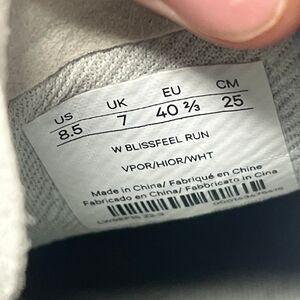 US UK EU CM
8.5 7 40 ⅔ 25
W BLISSFEEL RUN
VPOR/HIOR/WHT
Made in China/ Fabriqué en Chine
Fabricado en China/ Fabbricato in Cina